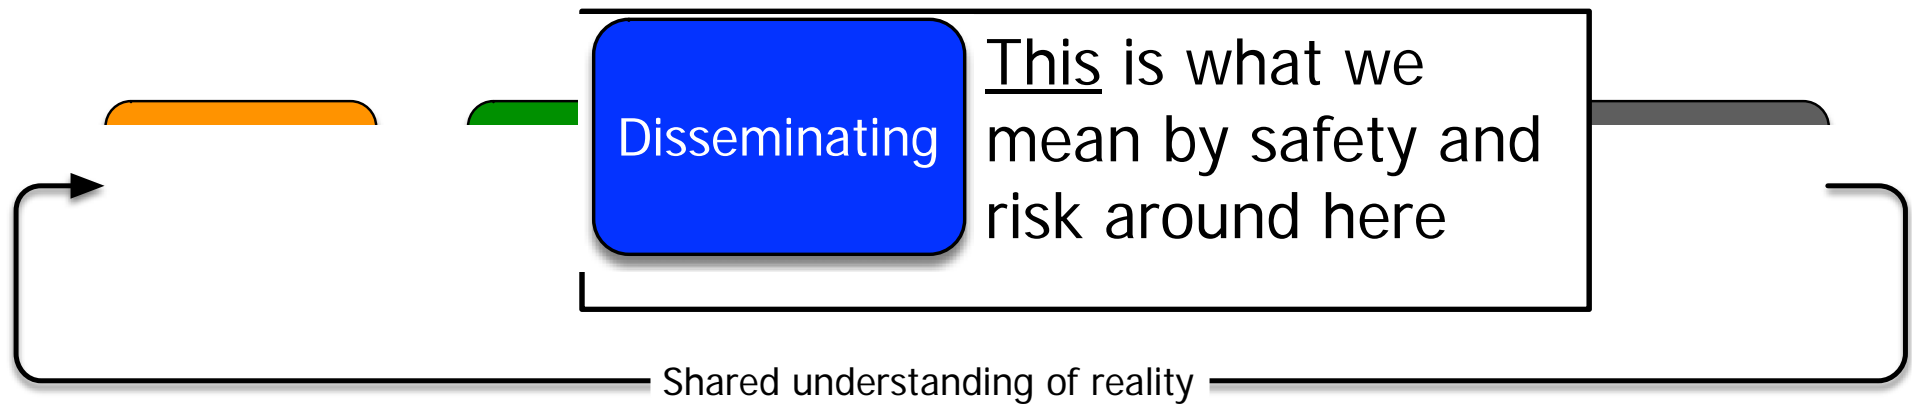 Disseminating
This is what we
mean by safety and
risk around here
Shared understanding of reality